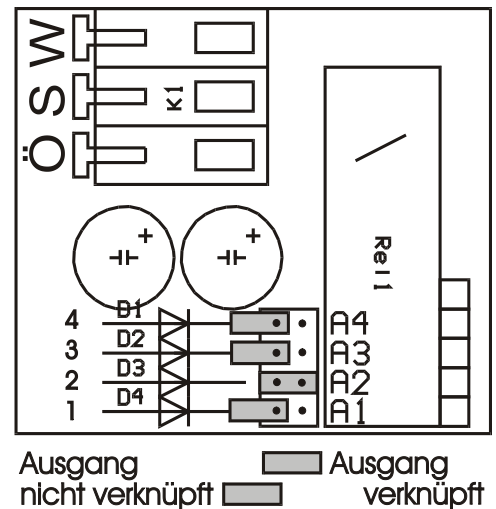 W
S
Ö
K1
+
+
Rel1
4 D1 A4
3 D2 A3
2 D3 A2
1 D4 A1
Ausgang
nicht verknüpft
Ausgang
verknüpft